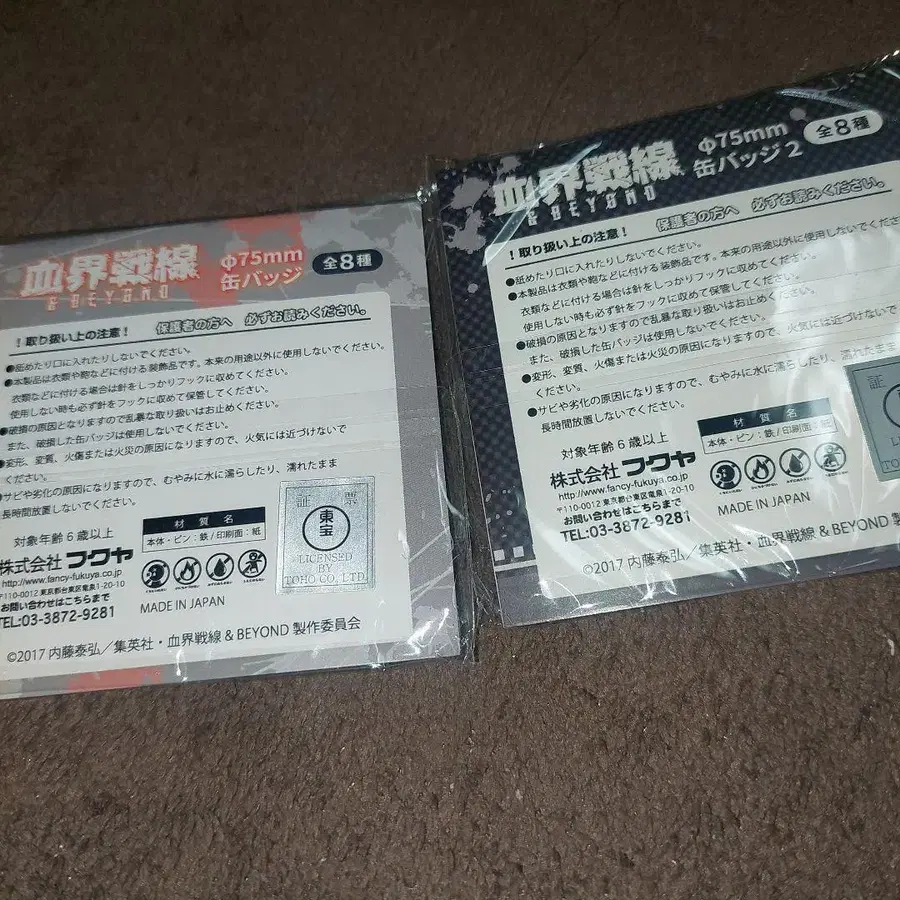 血界戦線
& BEYOND
φ75mm
缶バッジ
全8種
！取り扱い上の注意！ 保護者の方へ 必ずお読みください。
●舐めたり口に入れたりしないでください。
●本製品は衣類や鞄などに付ける装飾品です。本来の用途以外に使用しないでください。
衣類などに付ける場合は針をしっかりフックに収めてください。
使用しない時も必ず針をフックに収めて保管してください。
●破損の原因となりますので乱暴な取り扱いはお止めください。
また、破損した缶バッジは使用しないでください。
●変形、変質、火傷または火災の原因になりますので、火気には近づけないで
ください。
●サビや劣化の原因になりますので、むやみに水に濡らしたり、濡れたまま
長時間放置しないでください。
対象年齢6歳以上
株式会社フクヤ
http://www.fancy-fukuya.co.jp
〒110-0012 東京都台東区竜泉1-20-10
お問い合わせはこちらまで
TEL:03-3872-9281
材質名
本体・ピン：鉄 / 印刷面：紙
MADE IN JAPAN
証票
東宝
LICENSED
BY
TOHO CO., LTD.
©2017 内藤泰弘／集英社・血界戦線 & BEYOND 製作委員会
血界戦線
& BEYOND
φ75mm
缶バッジ2
全8種
！取り扱い上の注意！ 保護者の方へ 必ずお読みください。
●舐めたり口に入れたりしないでください。
●本製品は衣類や鞄などに付ける装飾品です。本来の用途以外に使用しないでください。
衣類などに付ける場合は針をしっかりフックに収めてください。
使用しない時も必ず針をフックに収めて保管してください。
●破損の原因となりますので乱暴な取り扱いはお止めください。
また、破損した缶バッジは使用しないでください。
●変形、変質、火傷または火災の原因になりますので、火気には近づけないで
ください。
●サビや劣化の原因になりますので、むやみに水に濡らしたり、濡れたまま
長時間放置しないでください。
対象年齢6歳以上
株式会社フクヤ
http://www.fancy-fukuya.co.jp
〒110-0012 東京都台東区竜泉1-20-10
お問い合わせはこちらまで
TEL:03-3872-9281
材質名
本体・ピン：鉄 / 印刷面：紙
MADE IN JAPAN
証
©2017 内藤泰弘／集英社・血界戦線 & BEYOND 製作